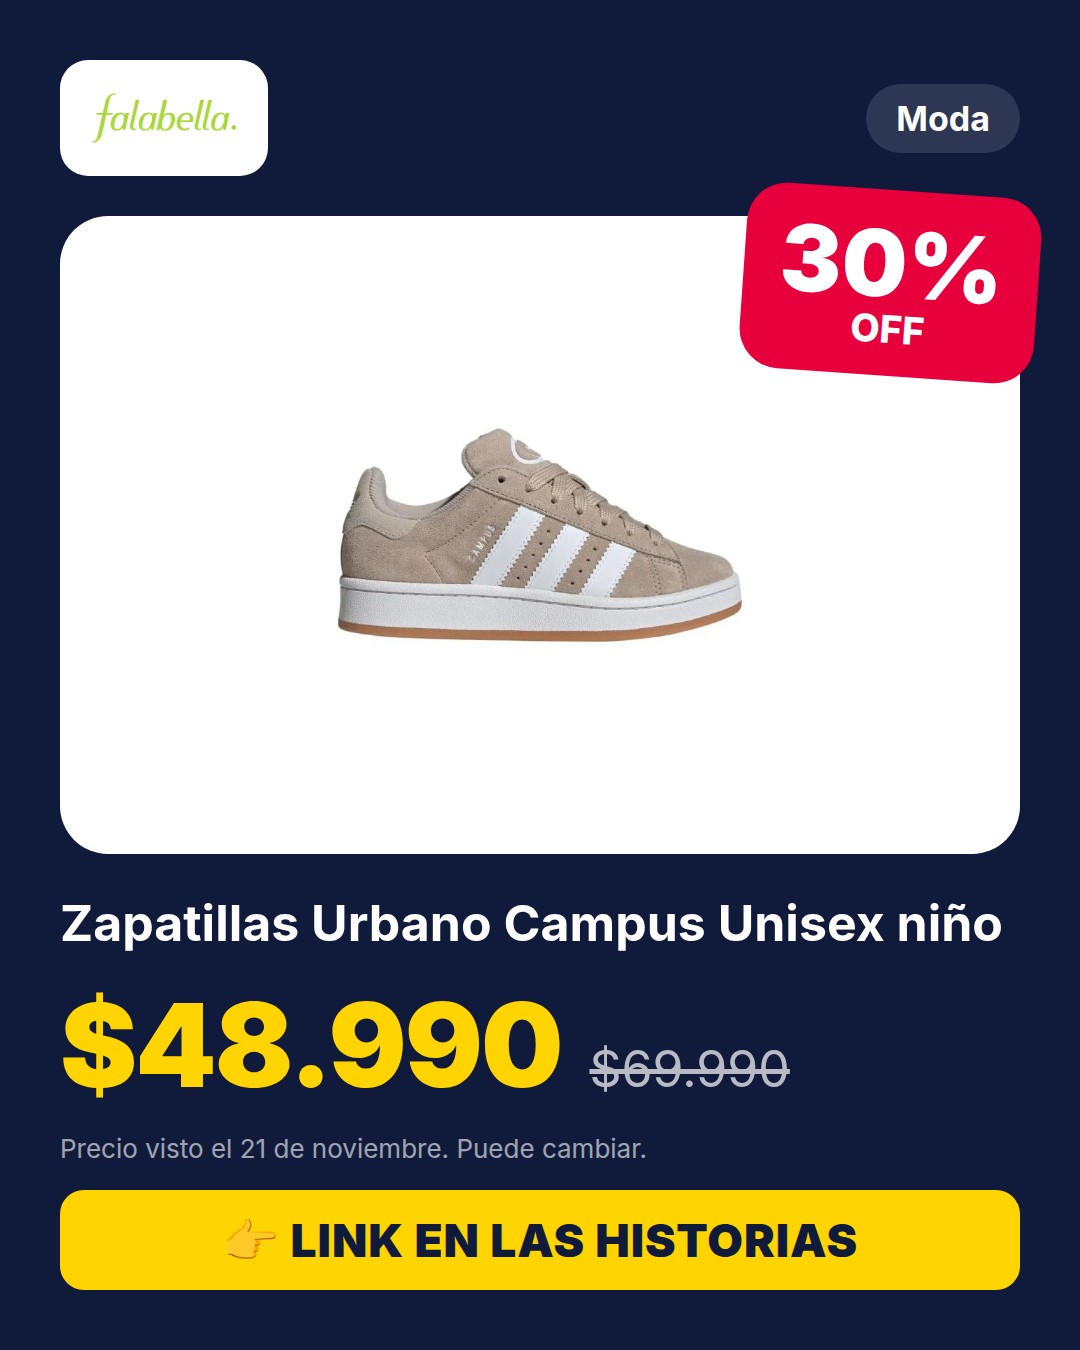 falabella.
Moda
30%
OFF
CAMPUS
Zapatillas Urbano Campus Unisex niño
$48.990 $69.990
Precio visto el 21 de noviembre. Puede cambiar.
👉 LINK EN LAS HISTORIAS